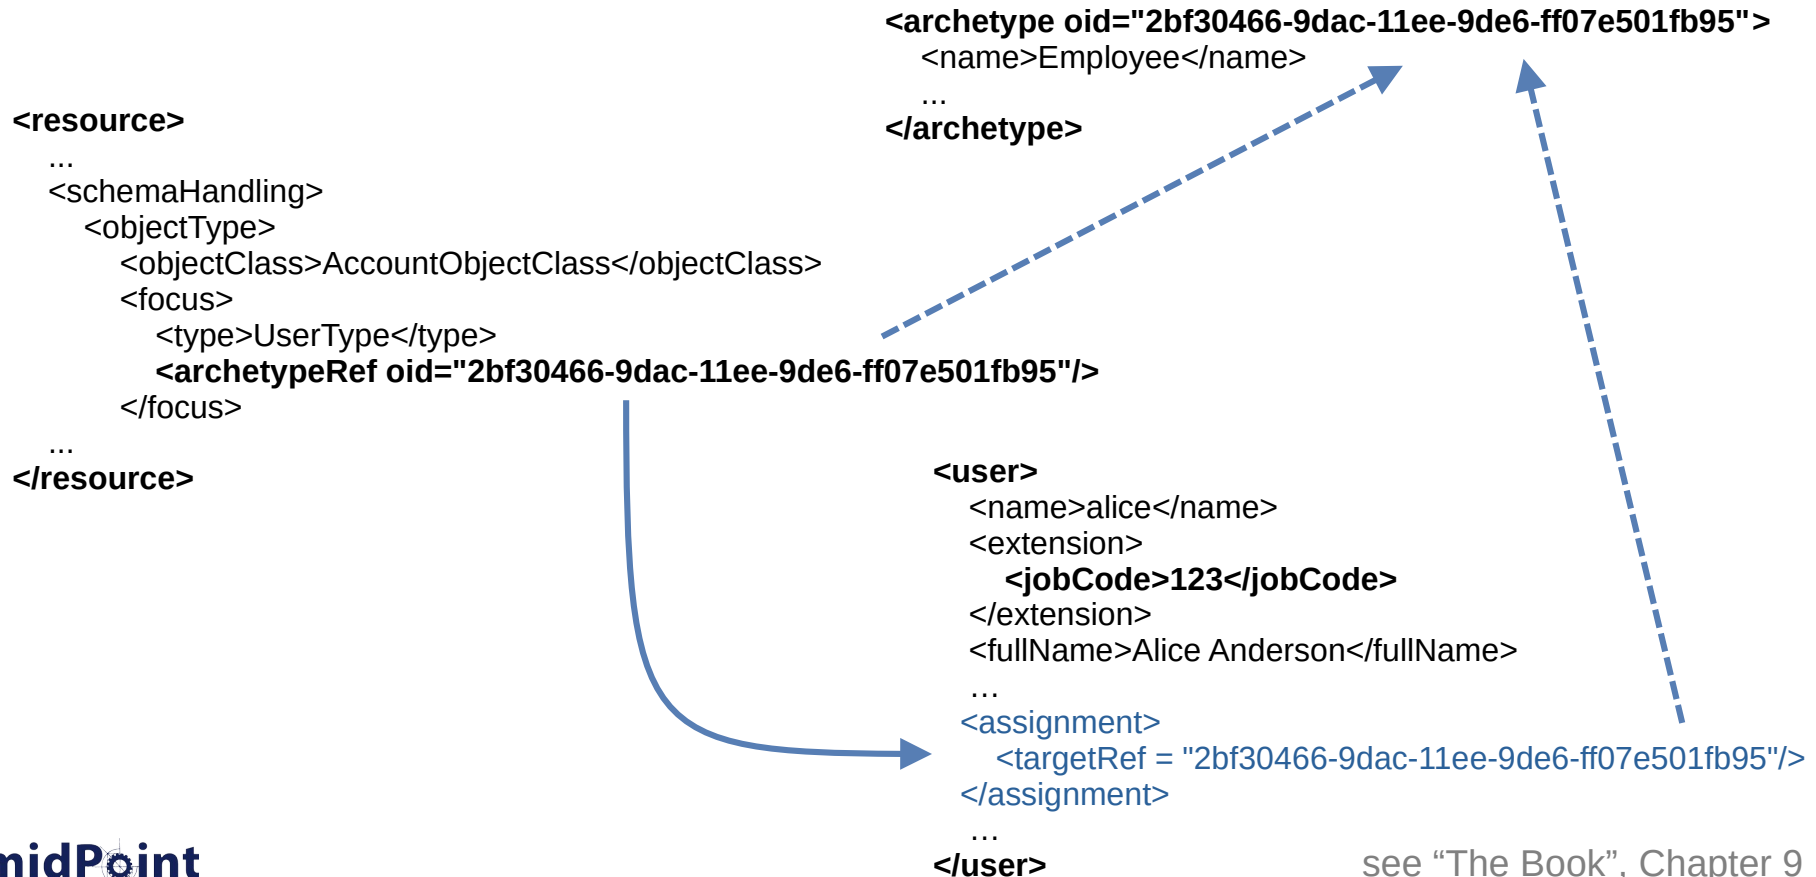 <archetype oid="2bf30466-9dac-11ee-9de6-ff07e501fb95">
<name>Employee</name>
...
</archetype>
<resource>
...
<schemaHandling>
<objectType>
<objectClass>AccountObjectClass</objectClass>
<focus>
<type>UserType</type>
<archetypeRef oid="2bf30466-9dac-11ee-9de6-ff07e501fb95"/>
</focus>
...
</resource>
<user>
<name>alice</name>
<extension>
<jobCode>123</jobCode>
</extension>
<fullName>Alice Anderson</fullName>
...
<assignment>
<targetRef = "2bf30466-9dac-11ee-9de6-ff07e501fb95"/>
</assignment>
...
</user>
midPoint
see “The Book”, Chapter 9